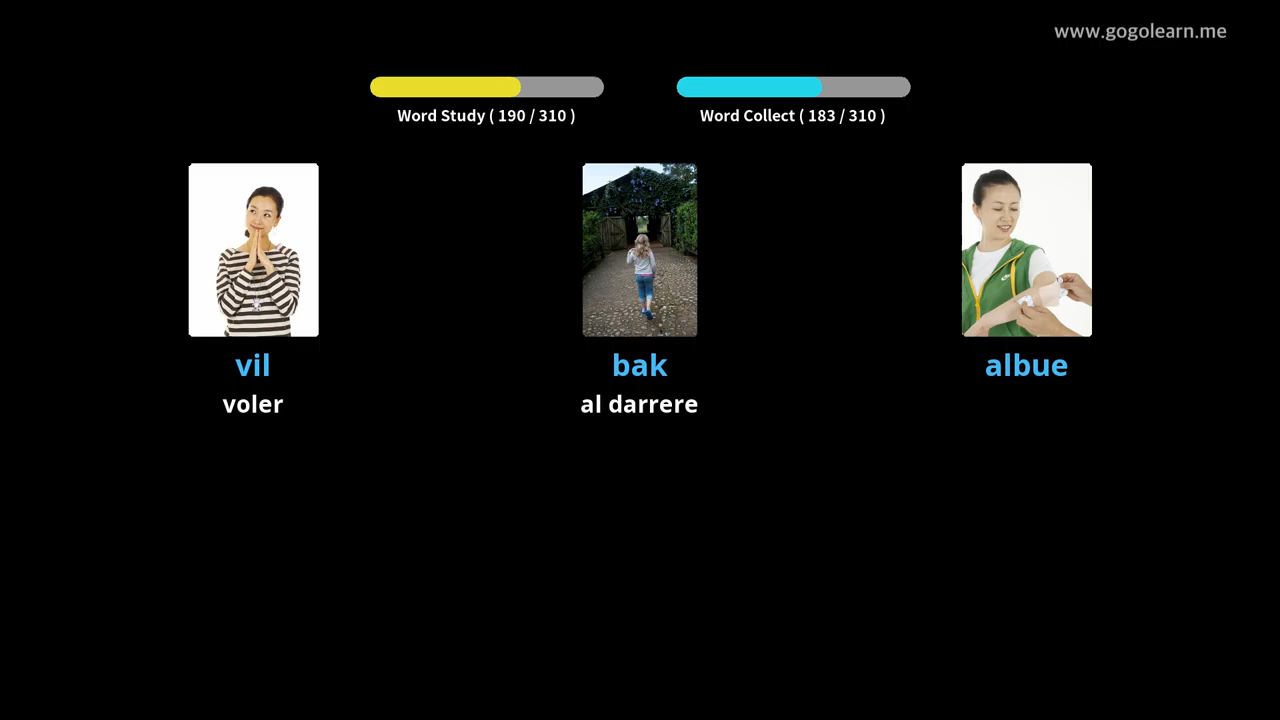 www.gogolearn.me
Word Study ( 190 / 310 )
Word Collect ( 183 / 310 )
vil
bak
albue
voler
al darrere